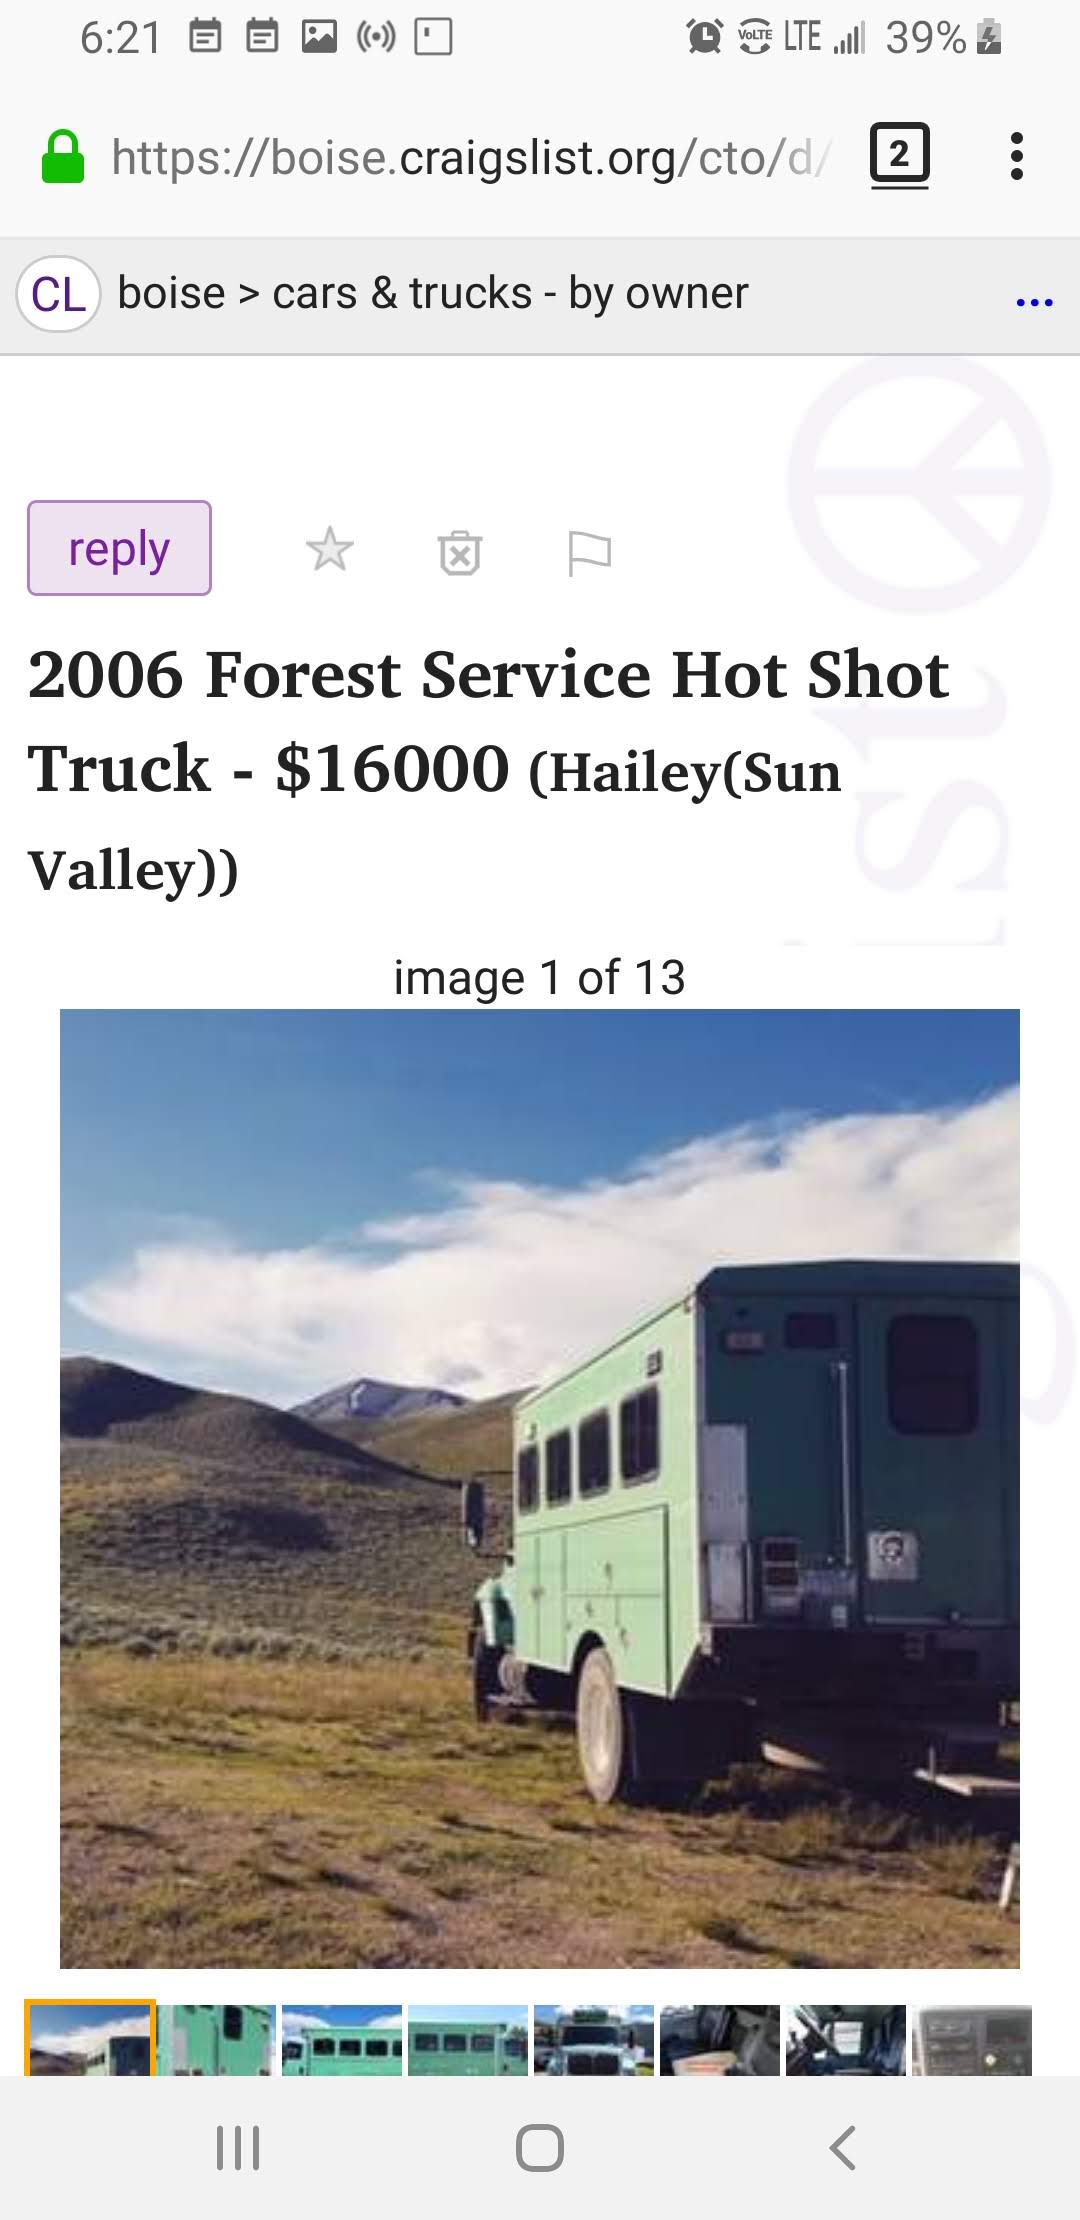 6:21 VoLTE LTE 39%
https://boise.craigslist.org/cto/d/ 2
CL boise > cars & trucks - by owner ...
reply
2006 Forest Service Hot Shot
Truck - $16000 (Hailey(Sun
Valley))
image 1 of 13